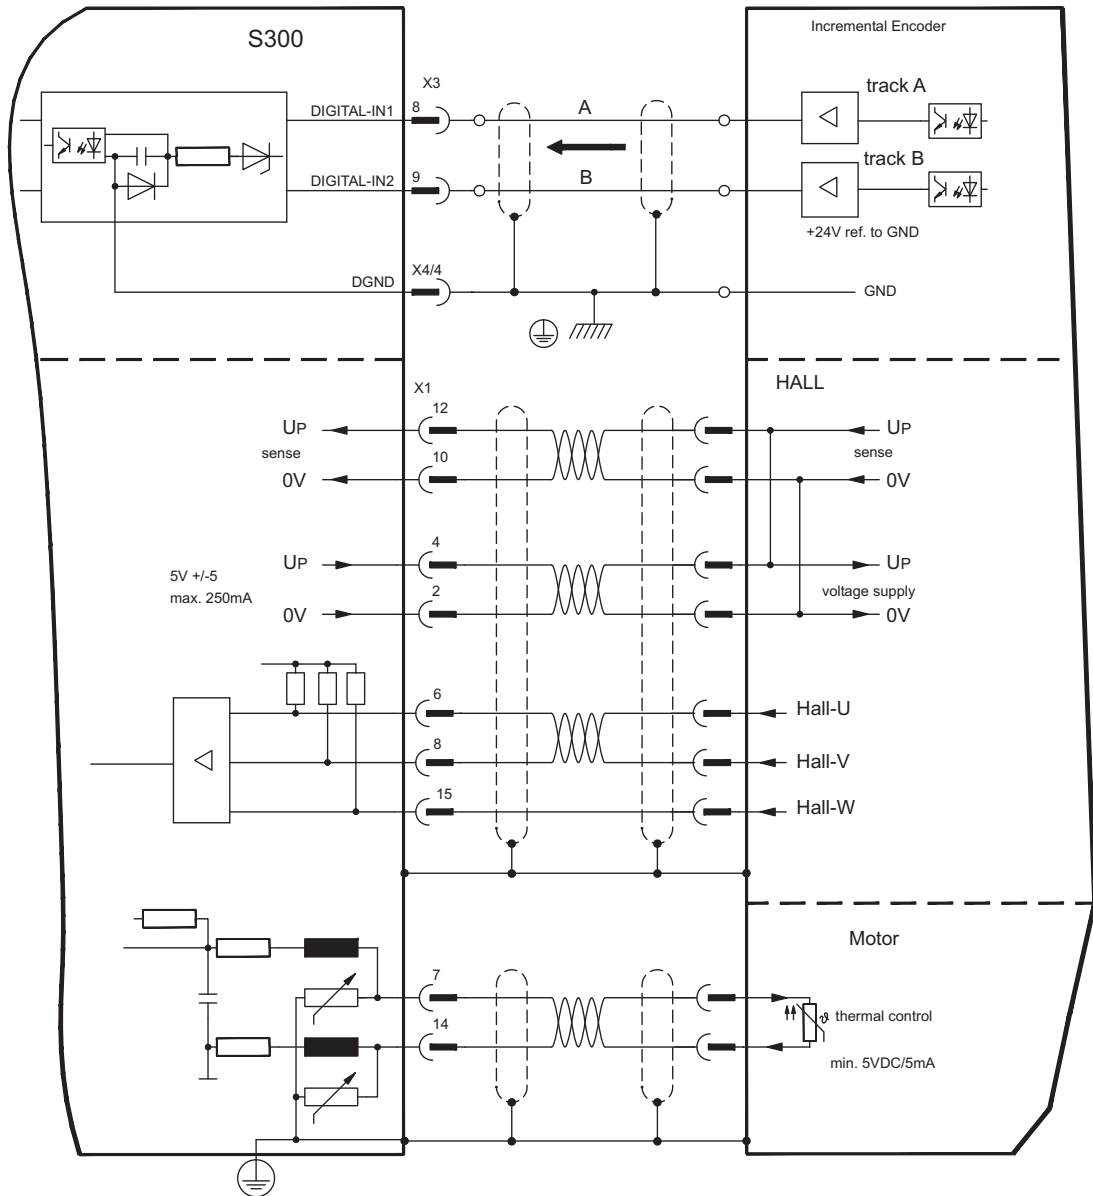 S300
Incremental Encoder
X3
track A
DIGITAL-IN1
8
A
track B
DIGITAL-IN2
9
B
+24V ref. to GND
X4/4
DGND
GND
HALL
X1
12
UP
UP
sense
sense
10
0V
0V
4
UP
UP
5V +/-5
max. 250mA
voltage supply
2
0V
0V
6
Hall-U
8
Hall-V
15
Hall-W
Motor
7
ϑ thermal control
14
min. 5VDC/5mA